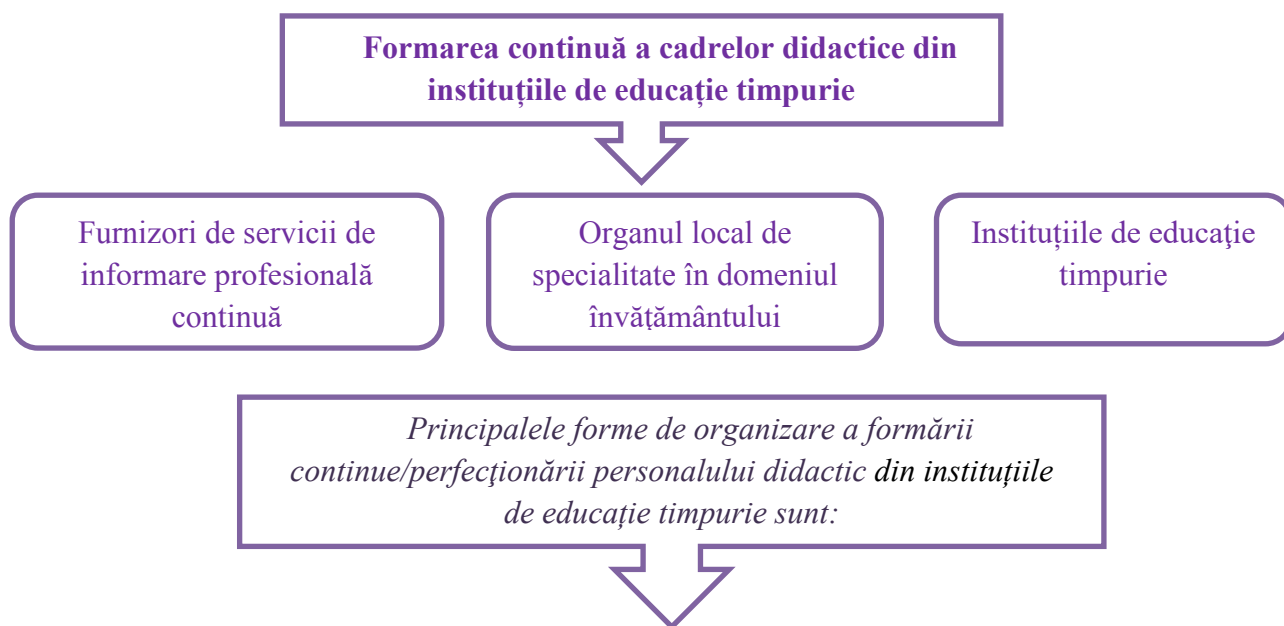 Formarea continuă a cadrelor didactice din
instituțiile de educație timpurie
Furnizori de servicii de
informare profesională
continuă
Organul local de
specialitate în domeniul
învățământului
Instituțiile de educaţie
timpurie
Principalele forme de organizare a formării
continue/perfecţionării personalului didactic din instituțiile
de educație timpurie sunt: